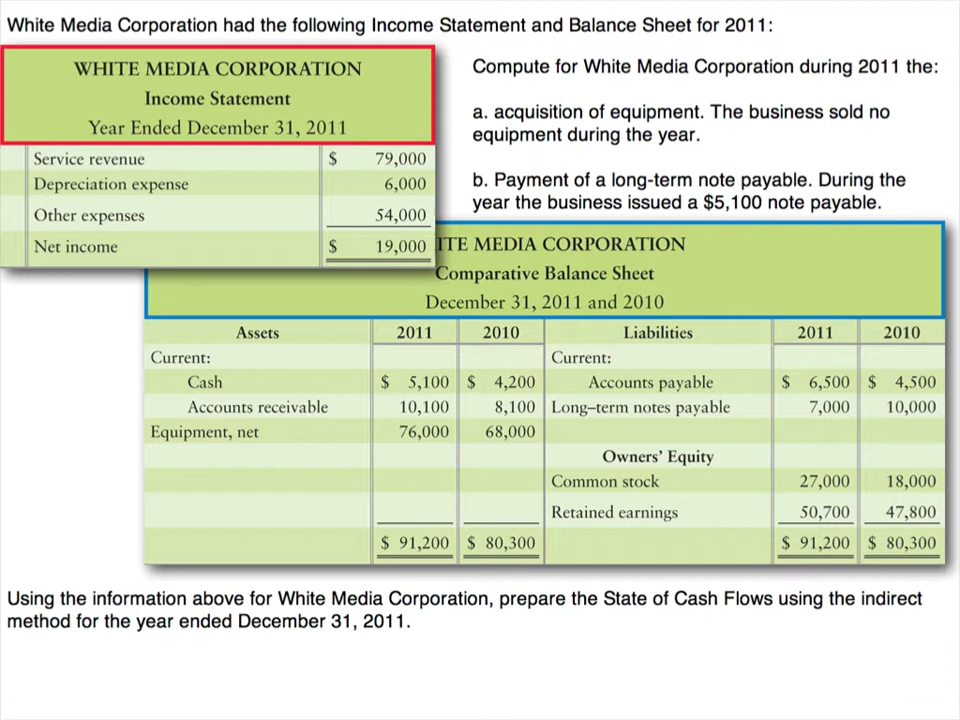 White Media Corporation had the following Income Statement and Balance Sheet for 2011:
WHITE MEDIA CORPORATION
Income Statement
Year Ended December 31, 2011
Service revenue $ 79,000
Depreciation expense 6,000
Other expenses 54,000
Net income $ 19,000
Compute for White Media Corporation during 2011 the:
a. acquisition of equipment. The business sold no
equipment during the year.
b. Payment of a long-term note payable. During the
year the business issued a $5,100 note payable.
ITE MEDIA CORPORATION
Comparative Balance Sheet
December 31, 2011 and 2010
Assets 2011 2010 Liabilities 2011 2010
Current: Current:
Cash $ 5,100 $ 4,200 Accounts payable $ 6,500 $ 4,500
Accounts receivable 10,100 8,100 Long–term notes payable 7,000 10,000
Equipment, net 76,000 68,000
Owners' Equity
Common stock 27,000 18,000
Retained earnings 50,700 47,800
$ 91,200 $ 80,300 $ 91,200 $ 80,300
Using the information above for White Media Corporation, prepare the State of Cash Flows using the indirect
method for the year ended December 31, 2011.